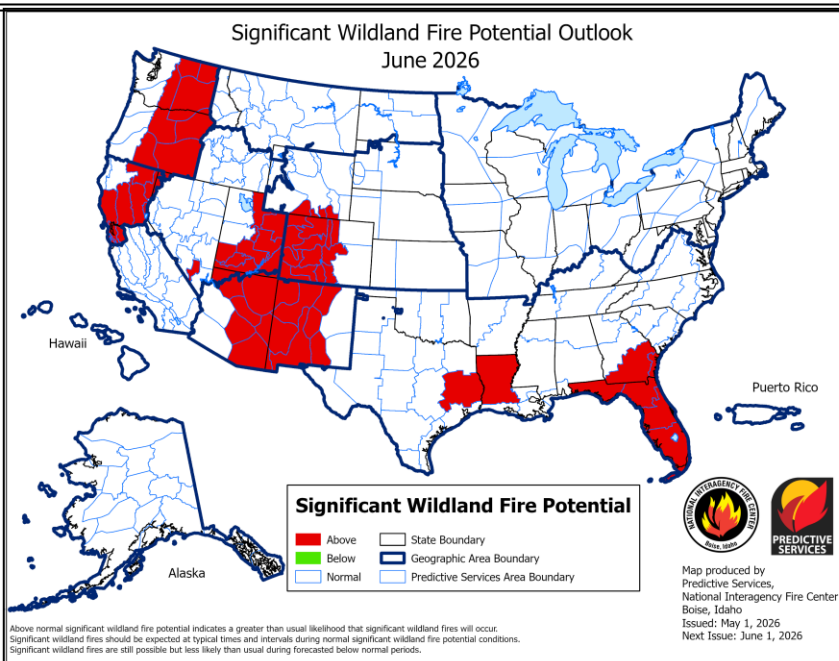 Significant Wildland Fire Potential Outlook
June 2026
Hawaii
Puerto Rico
Alaska
Significant Wildland Fire Potential
Above
Below
Normal
State Boundary
Geographic Area Boundary
Predictive Services Area Boundary
NATIONAL INTERAGENCY FIRE CENTER
Boise, Idaho
PREDICTIVE
SERVICES
Map produced by
Predictive Services,
National Interagency Fire Center
Boise, Idaho
Issued: May 1, 2026
Next Issue: June 1, 2026
Above normal significant wildland fire potential indicates a greater than usual likelihood that significant wildland fires will occur.
Significant wildland fires should be expected at typical times and intervals during normal significant wildland fire potential conditions.
Significant wildland fires are still possible but less likely than usual during forecasted below normal periods.